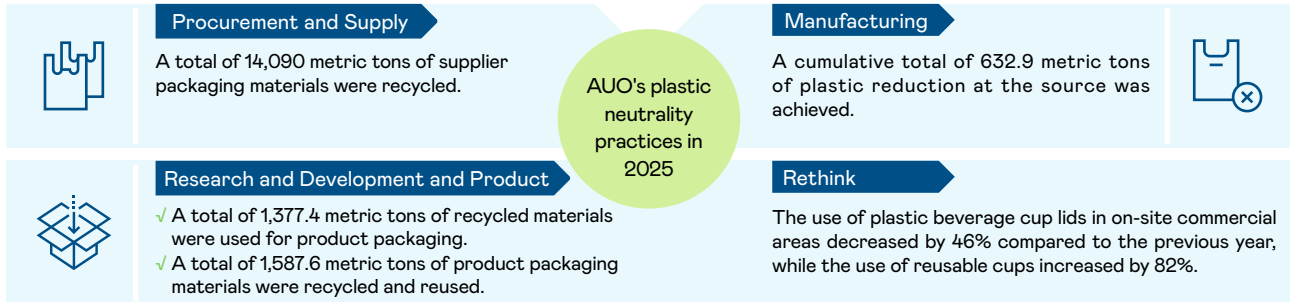 Procurement and Supply
A total of 14,090 metric tons of supplier
packaging materials were recycled.
AUO's plastic
neutrality
practices in
2025
Manufacturing
A cumulative total of 632.9 metric tons
of plastic reduction at the source was
achieved.
Research and Development and Product
√ A total of 1,377.4 metric tons of recycled materials
were used for product packaging.
√ A total of 1,587.6 metric tons of product packaging
materials were recycled and reused.
Rethink
The use of plastic beverage cup lids in on-site commercial
areas decreased by 46% compared to the previous year,
while the use of reusable cups increased by 82%.